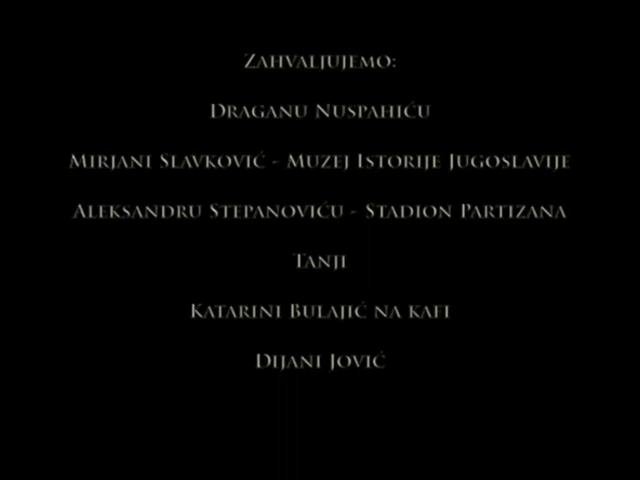 Zahvaljujemo:
Draganu Nuspahiću
Mirjani Slavković - Muzej Istorije Jugoslavije
Aleksandru Stepanoviću - Stadion Partizana
Tanji
Katarini Bulajić na kafi
Dijani Jović